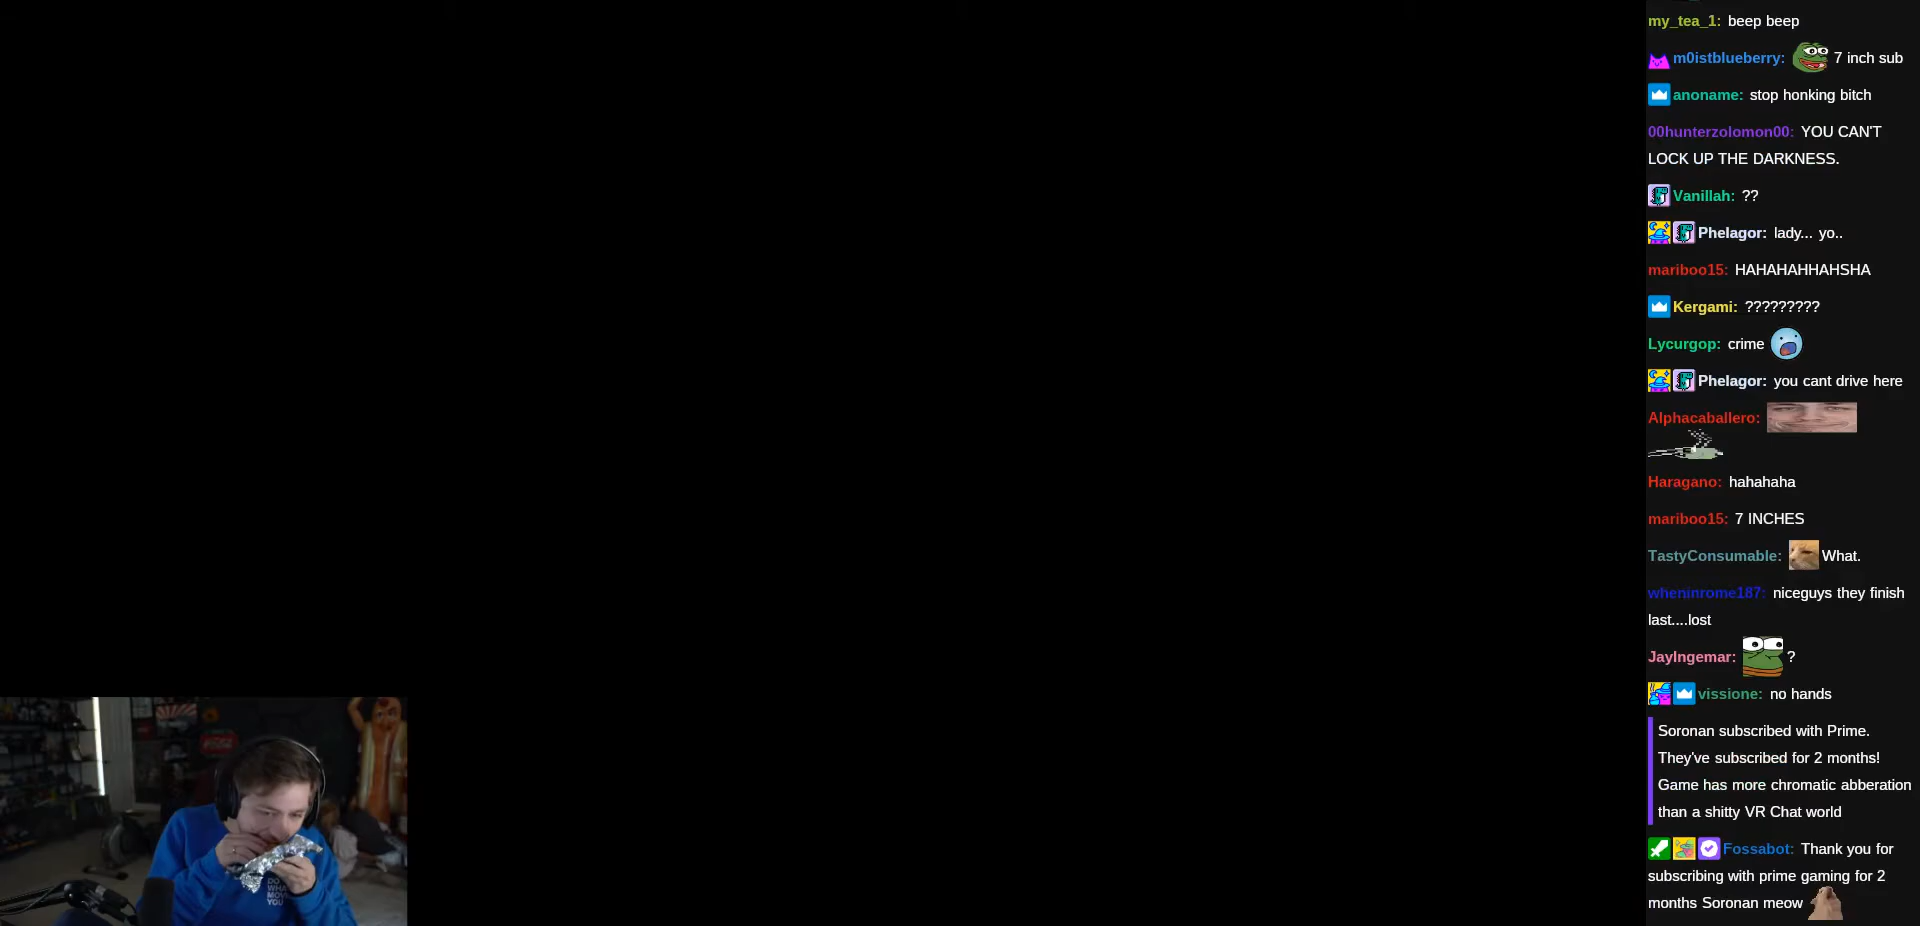 my_tea_1: beep beep
m0istblueberry: 7 inch sub
anoname: stop honking bitch
00hunterzolomon00: YOU CAN'T
LOCK UP THE DARKNESS.
Vanillah: ??
Phelagor: lady... yo..
mariboo15: HAHAHAHHAHSHA
Kergami: ?????????
Lycurgop: crime
Phelagor: you cant drive here
Alphacaballero:
Haragano: hahahaha
mariboo15: 7 INCHES
TastyConsumable: What.
wheninrome187: niceguys they finish
last....lost
JayIngemar: ?
vissione: no hands
Soronan subscribed with Prime.
They've subscribed for 2 months!
Game has more chromatic abberation
than a shitty VR Chat world
Fossabot: Thank you for
subscribing with prime gaming for 2
months Soronan meow
DO
WHAT
MOVES
YOU